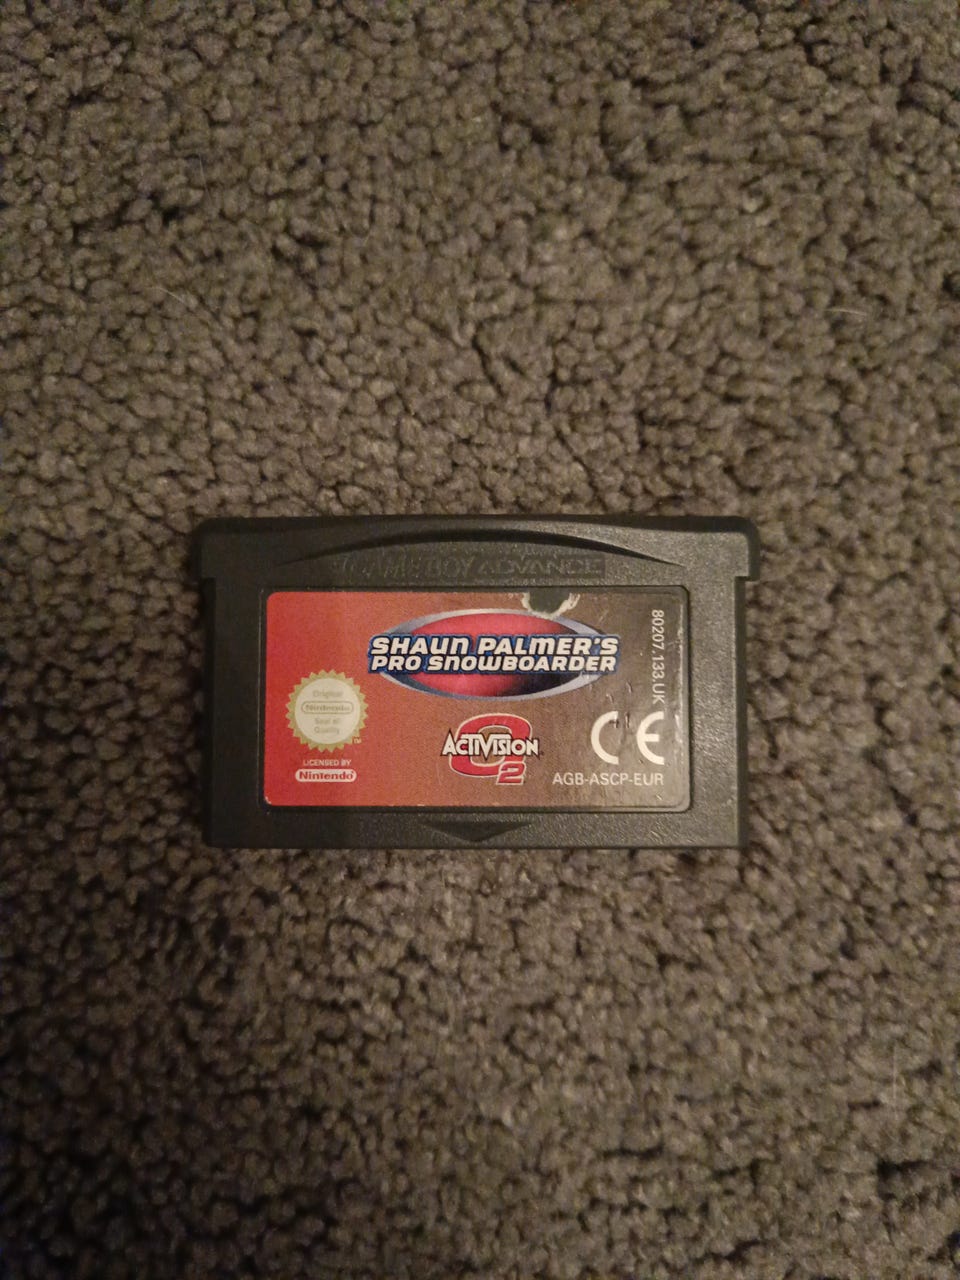 GAME BOY ADVANCE
SHAUN PALMER'S
PRO SNOWBOARDER
80207.133.UK
Original
Nintendo
Seal of
Quality
TM
LICENSED BY
Nintendo
ACTIVISION
O2
CE
AGB-ASCP-EUR